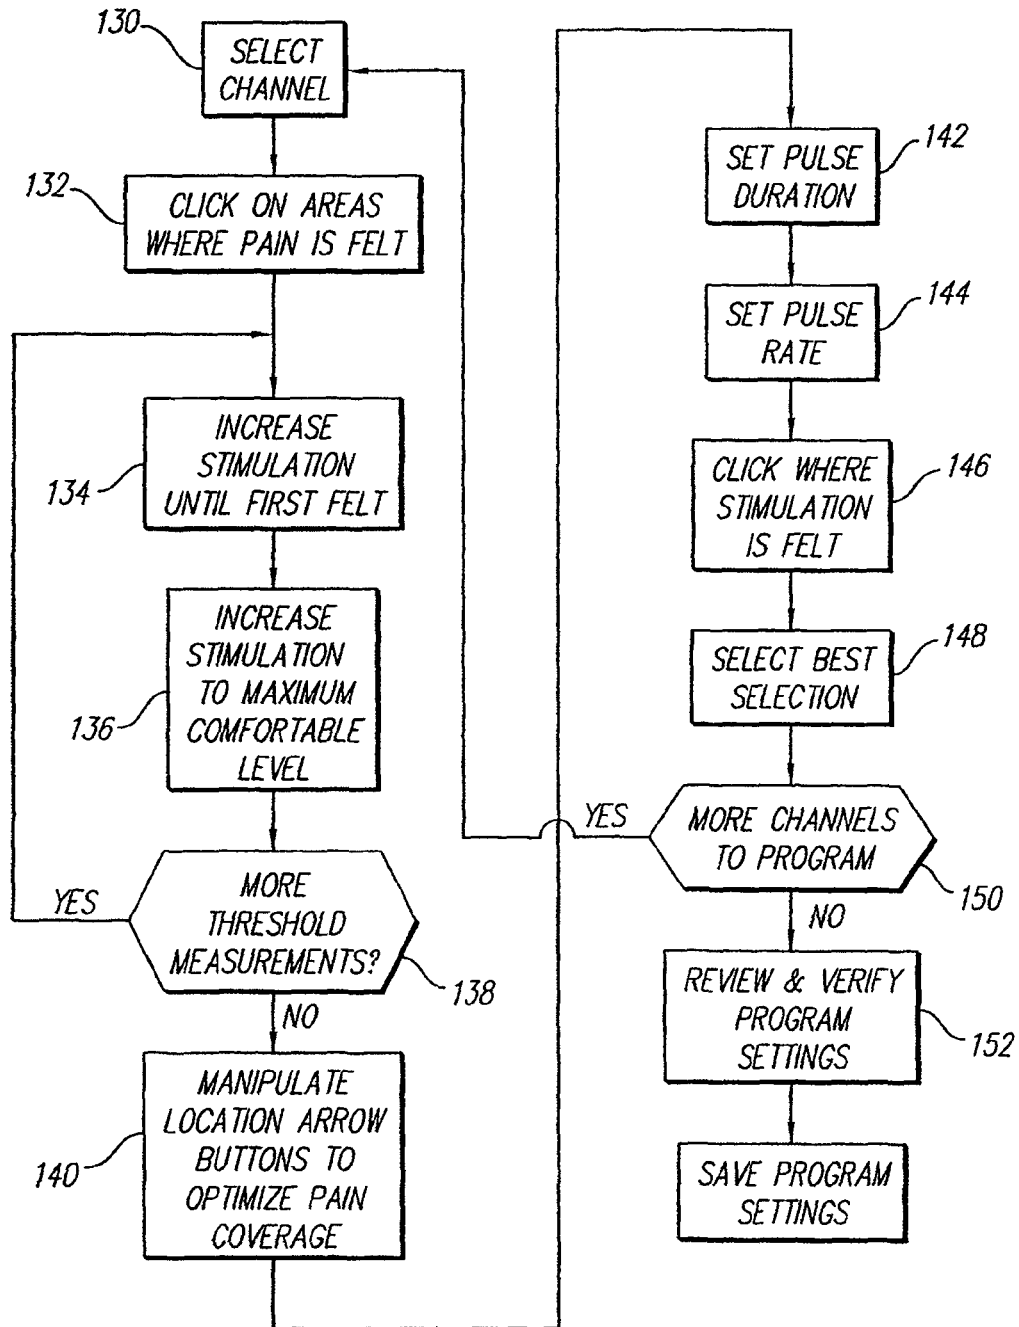 130
SELECT
CHANNEL
132
CLICK ON AREAS
WHERE PAIN IS FELT
INCREASE
STIMULATION
UNTIL FIRST FELT
134
INCREASE
STIMULATION
TO MAXIMUM
COMFORTABLE
LEVEL
136
YES
MORE
THRESHOLD
MEASUREMENTS?
138
NO
MANIPULATE
LOCATION ARROW
BUTTONS TO
OPTIMIZE PAIN
COVERAGE
140
142
SET PULSE
DURATION
144
SET PULSE
RATE
146
CLICK WHERE
STIMULATION
IS FELT
148
SELECT BEST
SELECTION
YES
MORE CHANNELS
TO PROGRAM
150
NO
REVIEW & VERIFY
PROGRAM
SETTINGS
152
SAVE PROGRAM
SETTINGS